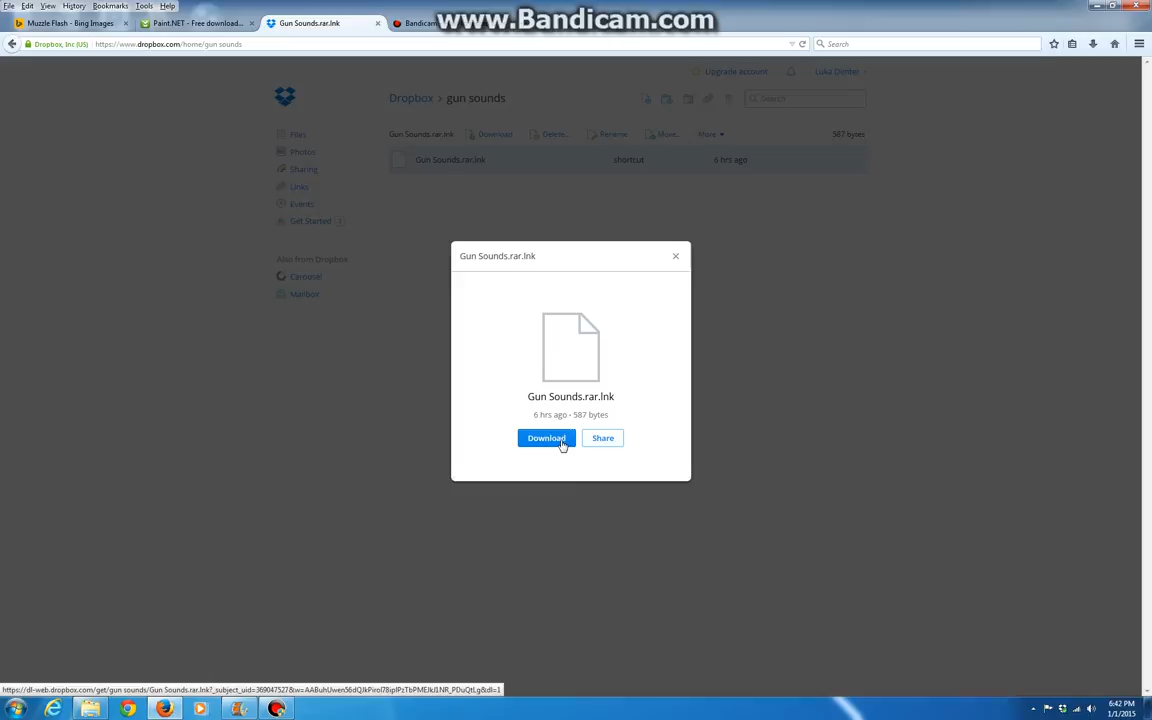 File Edit View History Bookmarks Tools Help
www.Bandicam.com
Muzzle Flash - Bing Images × Paint.NET - Free download... × Gun Sounds.rar.lnk × Bandicam
Dropbox, Inc (US) https://www.dropbox.com/home/gun sounds Search
Upgrade account Luka Dienter
Dropbox › gun sounds Search
Files
Photos
Sharing
Links
Events
Get Started
Also From Dropbox
Carousel
Mailbox
Gun Sounds.rar.lnk Download Delete... Rename Move... More 587 bytes
Gun Sounds.rar.lnk shortcut 6 hrs ago
Gun Sounds.rar.lnk ×
Gun Sounds.rar.lnk
6 hrs ago · 587 bytes
Download Share
6:42 PM
1/1/2015